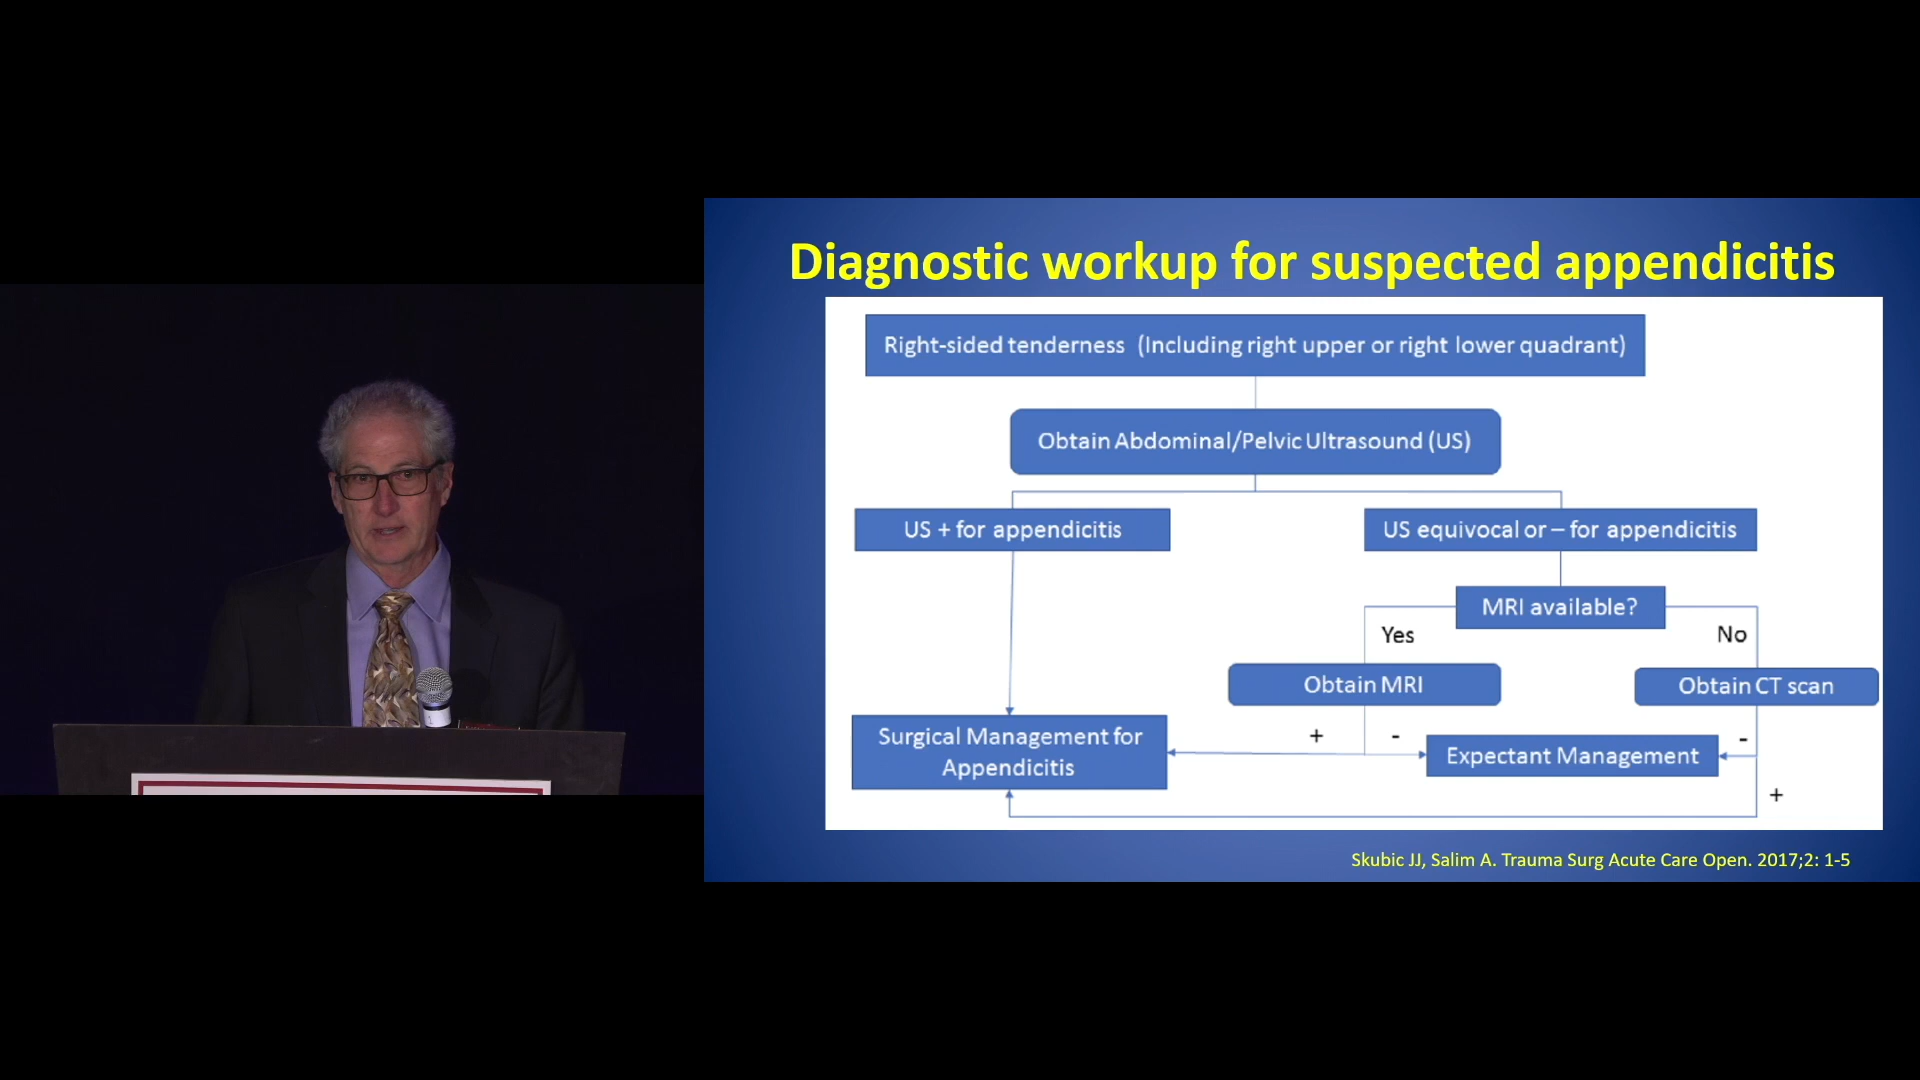 Diagnostic workup for suspected appendicitis
Right-sided tenderness (Including right upper or right lower quadrant)
Obtain Abdominal/Pelvic Ultrasound (US)
US + for appendicitis
US equivocal or – for appendicitis
MRI available?
Yes
No
Obtain MRI
Obtain CT scan
+
-
-
Surgical Management for
Appendicitis
Expectant Management
+
Skubic JJ, Salim A. Trauma Surg Acute Care Open. 2017;2: 1-5